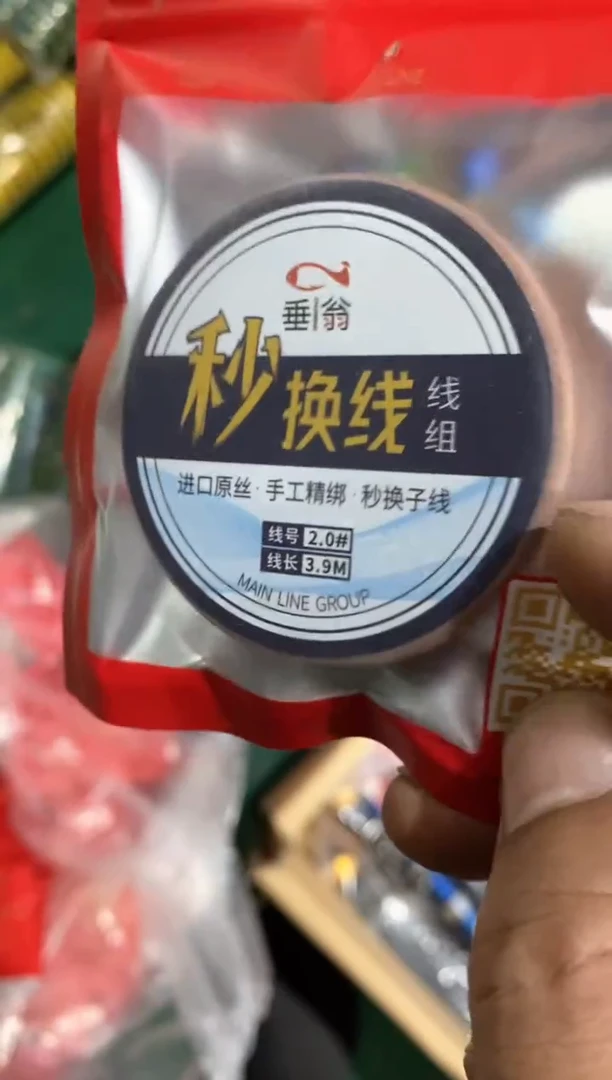 垂翁
秒换线 线组
进口原丝·手工精绑·秒换子线
线号 2.0#
线长 3.9M
MAIN LINE GROUP